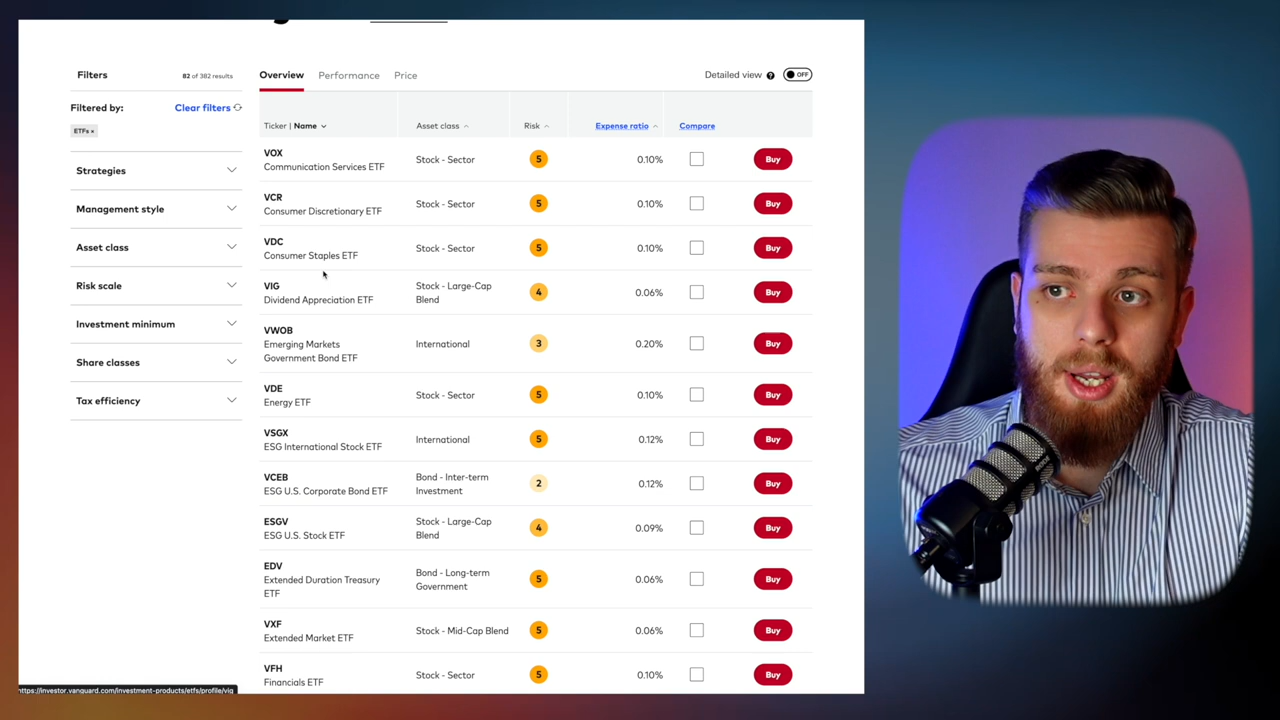 Filters
82 of 382 results
Overview
Performance
Price
Detailed view
?
OFF
Filtered by:
Clear filters
ETFs ×
Ticker | Name
Asset class
Risk
Expense ratio
Compare
Strategies
Management style
Asset class
Risk scale
Investment minimum
Share classes
Tax efficiency
VOX
Communication Services ETF
Stock - Sector
5
0.10%
Buy
VCR
Consumer Discretionary ETF
Stock - Sector
5
0.10%
Buy
VDC
Consumer Staples ETF
Stock - Sector
5
0.10%
Buy
VIG
Dividend Appreciation ETF
Stock - Large-Cap
Blend
4
0.06%
Buy
VWOB
Emerging Markets
Government Bond ETF
International
3
0.20%
Buy
VDE
Energy ETF
Stock - Sector
5
0.10%
Buy
VSGX
ESG International Stock ETF
International
5
0.12%
Buy
VCEB
ESG U.S. Corporate Bond ETF
Bond - Inter-term
Investment
2
0.12%
Buy
ESGV
ESG U.S. Stock ETF
Stock - Large-Cap
Blend
4
0.09%
Buy
EDV
Extended Duration Treasury
ETF
Bond - Long-term
Government
5
0.06%
Buy
VXF
Extended Market ETF
Stock - Mid-Cap Blend
5
0.06%
Buy
VFH
Financials ETF
Stock - Sector
5
0.10%
Buy
https://investor.vanguard.com/investment-products/etfs/profile/vig